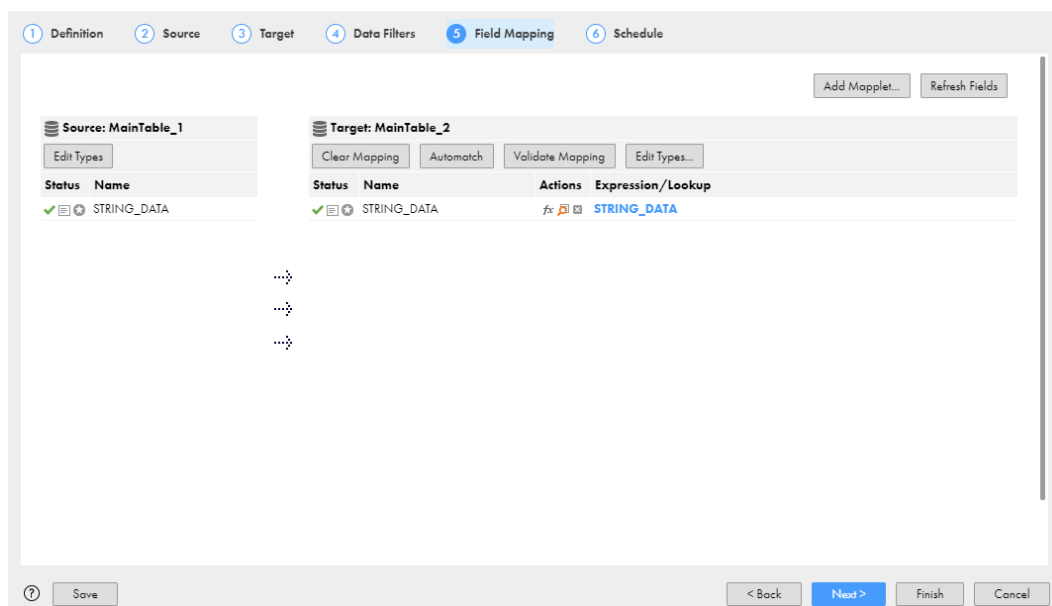 1 Definition 2 Source 3 Target 4 Data Filters 5 Field Mapping 6 Schedule
Add Mapplet... Refresh Fields
Source: MainTable_1 Target: MainTable_2
Edit Types Clear Mapping Automatch Validate Mapping Edit Types...
Status Name Status Name Actions Expression/Lookup
STRING_DATA STRING_DATA fx STRING_DATA
? Save < Back Next > Finish Cancel